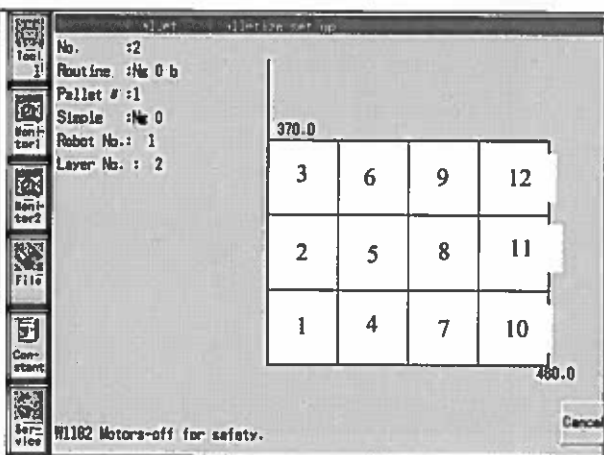 No. :2
Routine :№ 0 b
Pallet # :1
Simple :№ 0
Robot No.: 1
Layer No. : 2
370.0
3 6 9 12
2 5 8 11
1 4 7 10
480.0
Tool
1
Moni-
tor1
Moni-
tor2
File
Con-
stant
Ser-
vice
W1182 Motors-off for safety.
Cancel